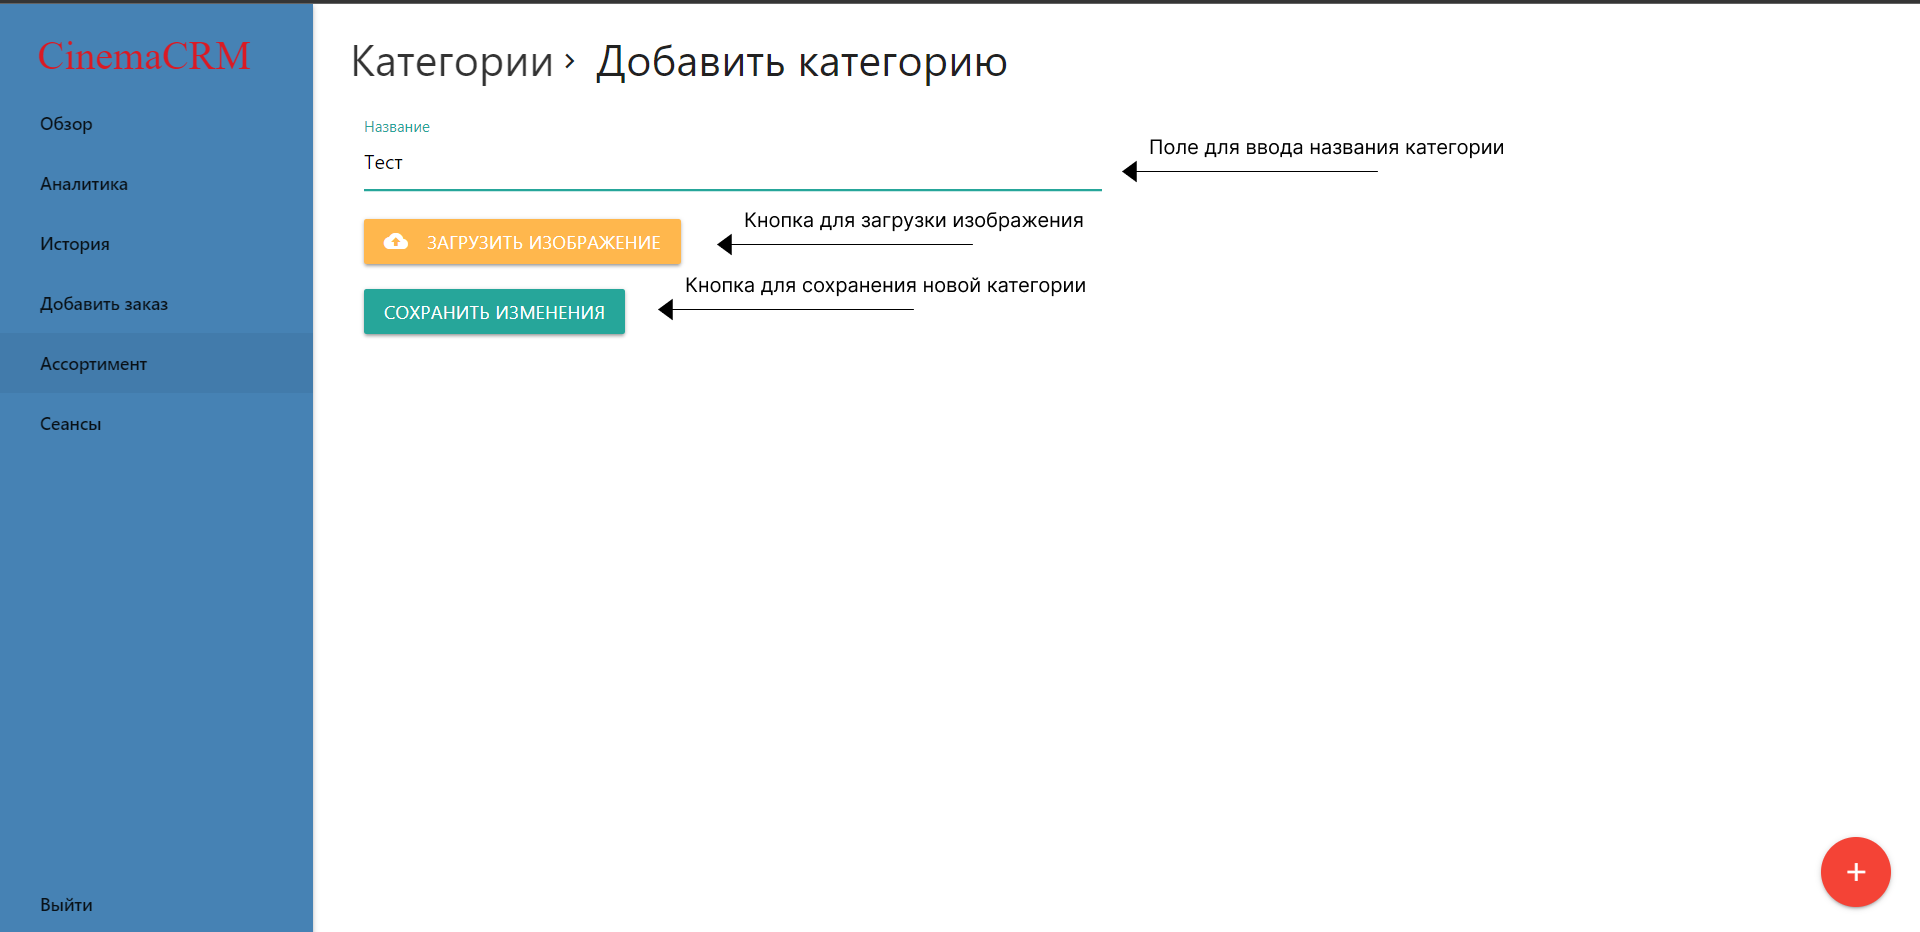 CinemaCRM
Обзор
Аналитика
История
Добавить заказ
Ассортимент
Сеансы
Выйти
Категории › Добавить категорию
Название
Тест
Поле для ввода названия категории
ЗАГРУЗИТЬ ИЗОБРАЖЕНИЕ
Кнопка для загрузки изображения
СОХРАНИТЬ ИЗМЕНЕНИЯ
Кнопка для сохранения новой категории
+